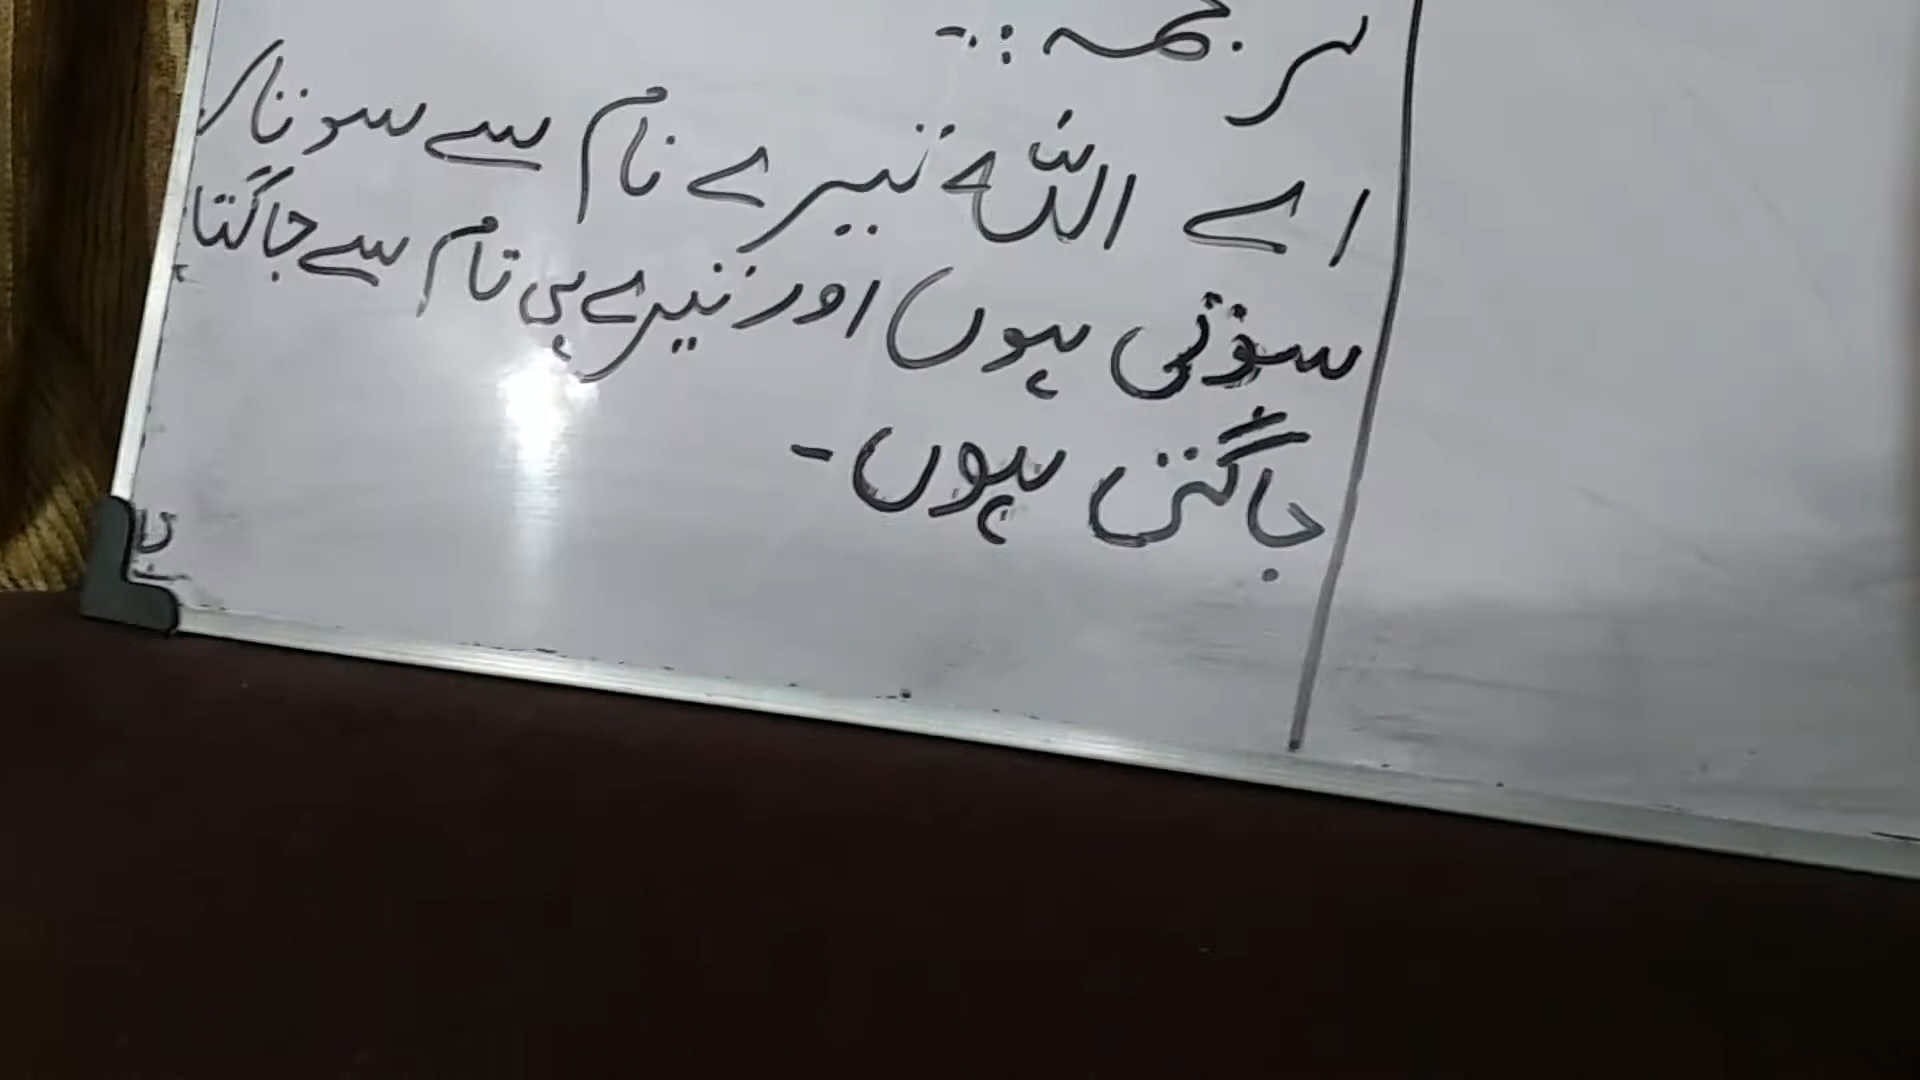 ترجمہ :۔
اے اللہ تیرے نام سے سوتا/
سوتی ہوں اور تیرے ہی نام سے جاگتا
جاگتی ہوں۔